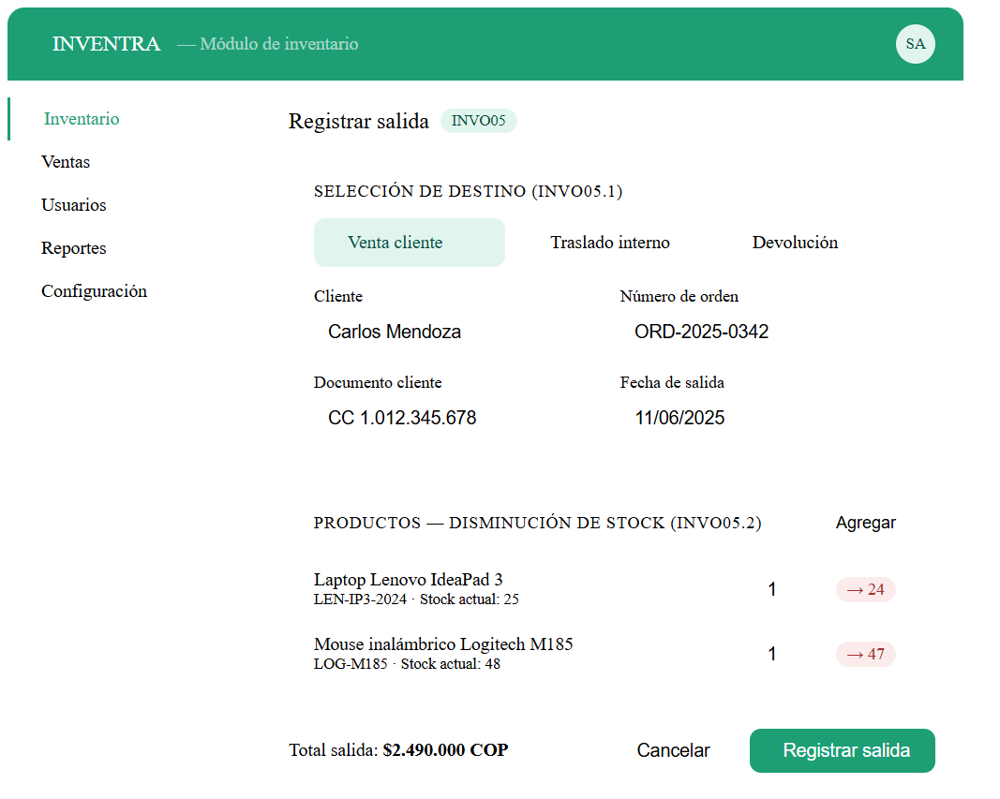 INVENTRA — Módulo de inventario SA
Inventario
Ventas
Usuarios
Reportes
Configuración
Registrar salida INVO05
SELECCIÓN DE DESTINO (INVO05.1)
Venta cliente Traslado interno Devolución
Cliente Número de orden
Carlos Mendoza ORD-2025-0342
Documento cliente Fecha de salida
CC 1.012.345.678 11/06/2025
PRODUCTOS — DISMINUCIÓN DE STOCK (INVO05.2) Agregar
Laptop Lenovo IdeaPad 3 1 → 24
LEN-IP3-2024 · Stock actual: 25
Mouse inalámbrico Logitech M185 1 → 47
LOG-M185 · Stock actual: 48
Total salida: $2.490.000 COP Cancelar Registrar salida